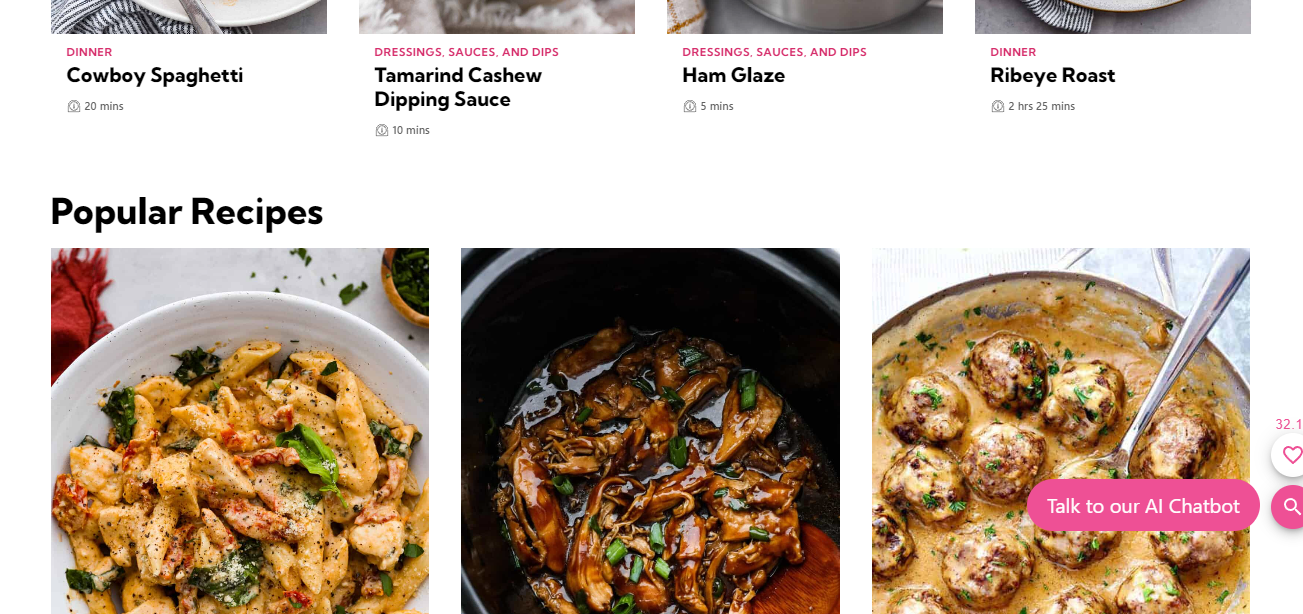 DINNER
Cowboy Spaghetti
20 mins
DRESSINGS, SAUCES, AND DIPS
Tamarind Cashew
Dipping Sauce
10 mins
DRESSINGS, SAUCES, AND DIPS
Ham Glaze
5 mins
DINNER
Ribeye Roast
2 hrs 25 mins
Popular Recipes
32.1
Talk to our AI Chatbot